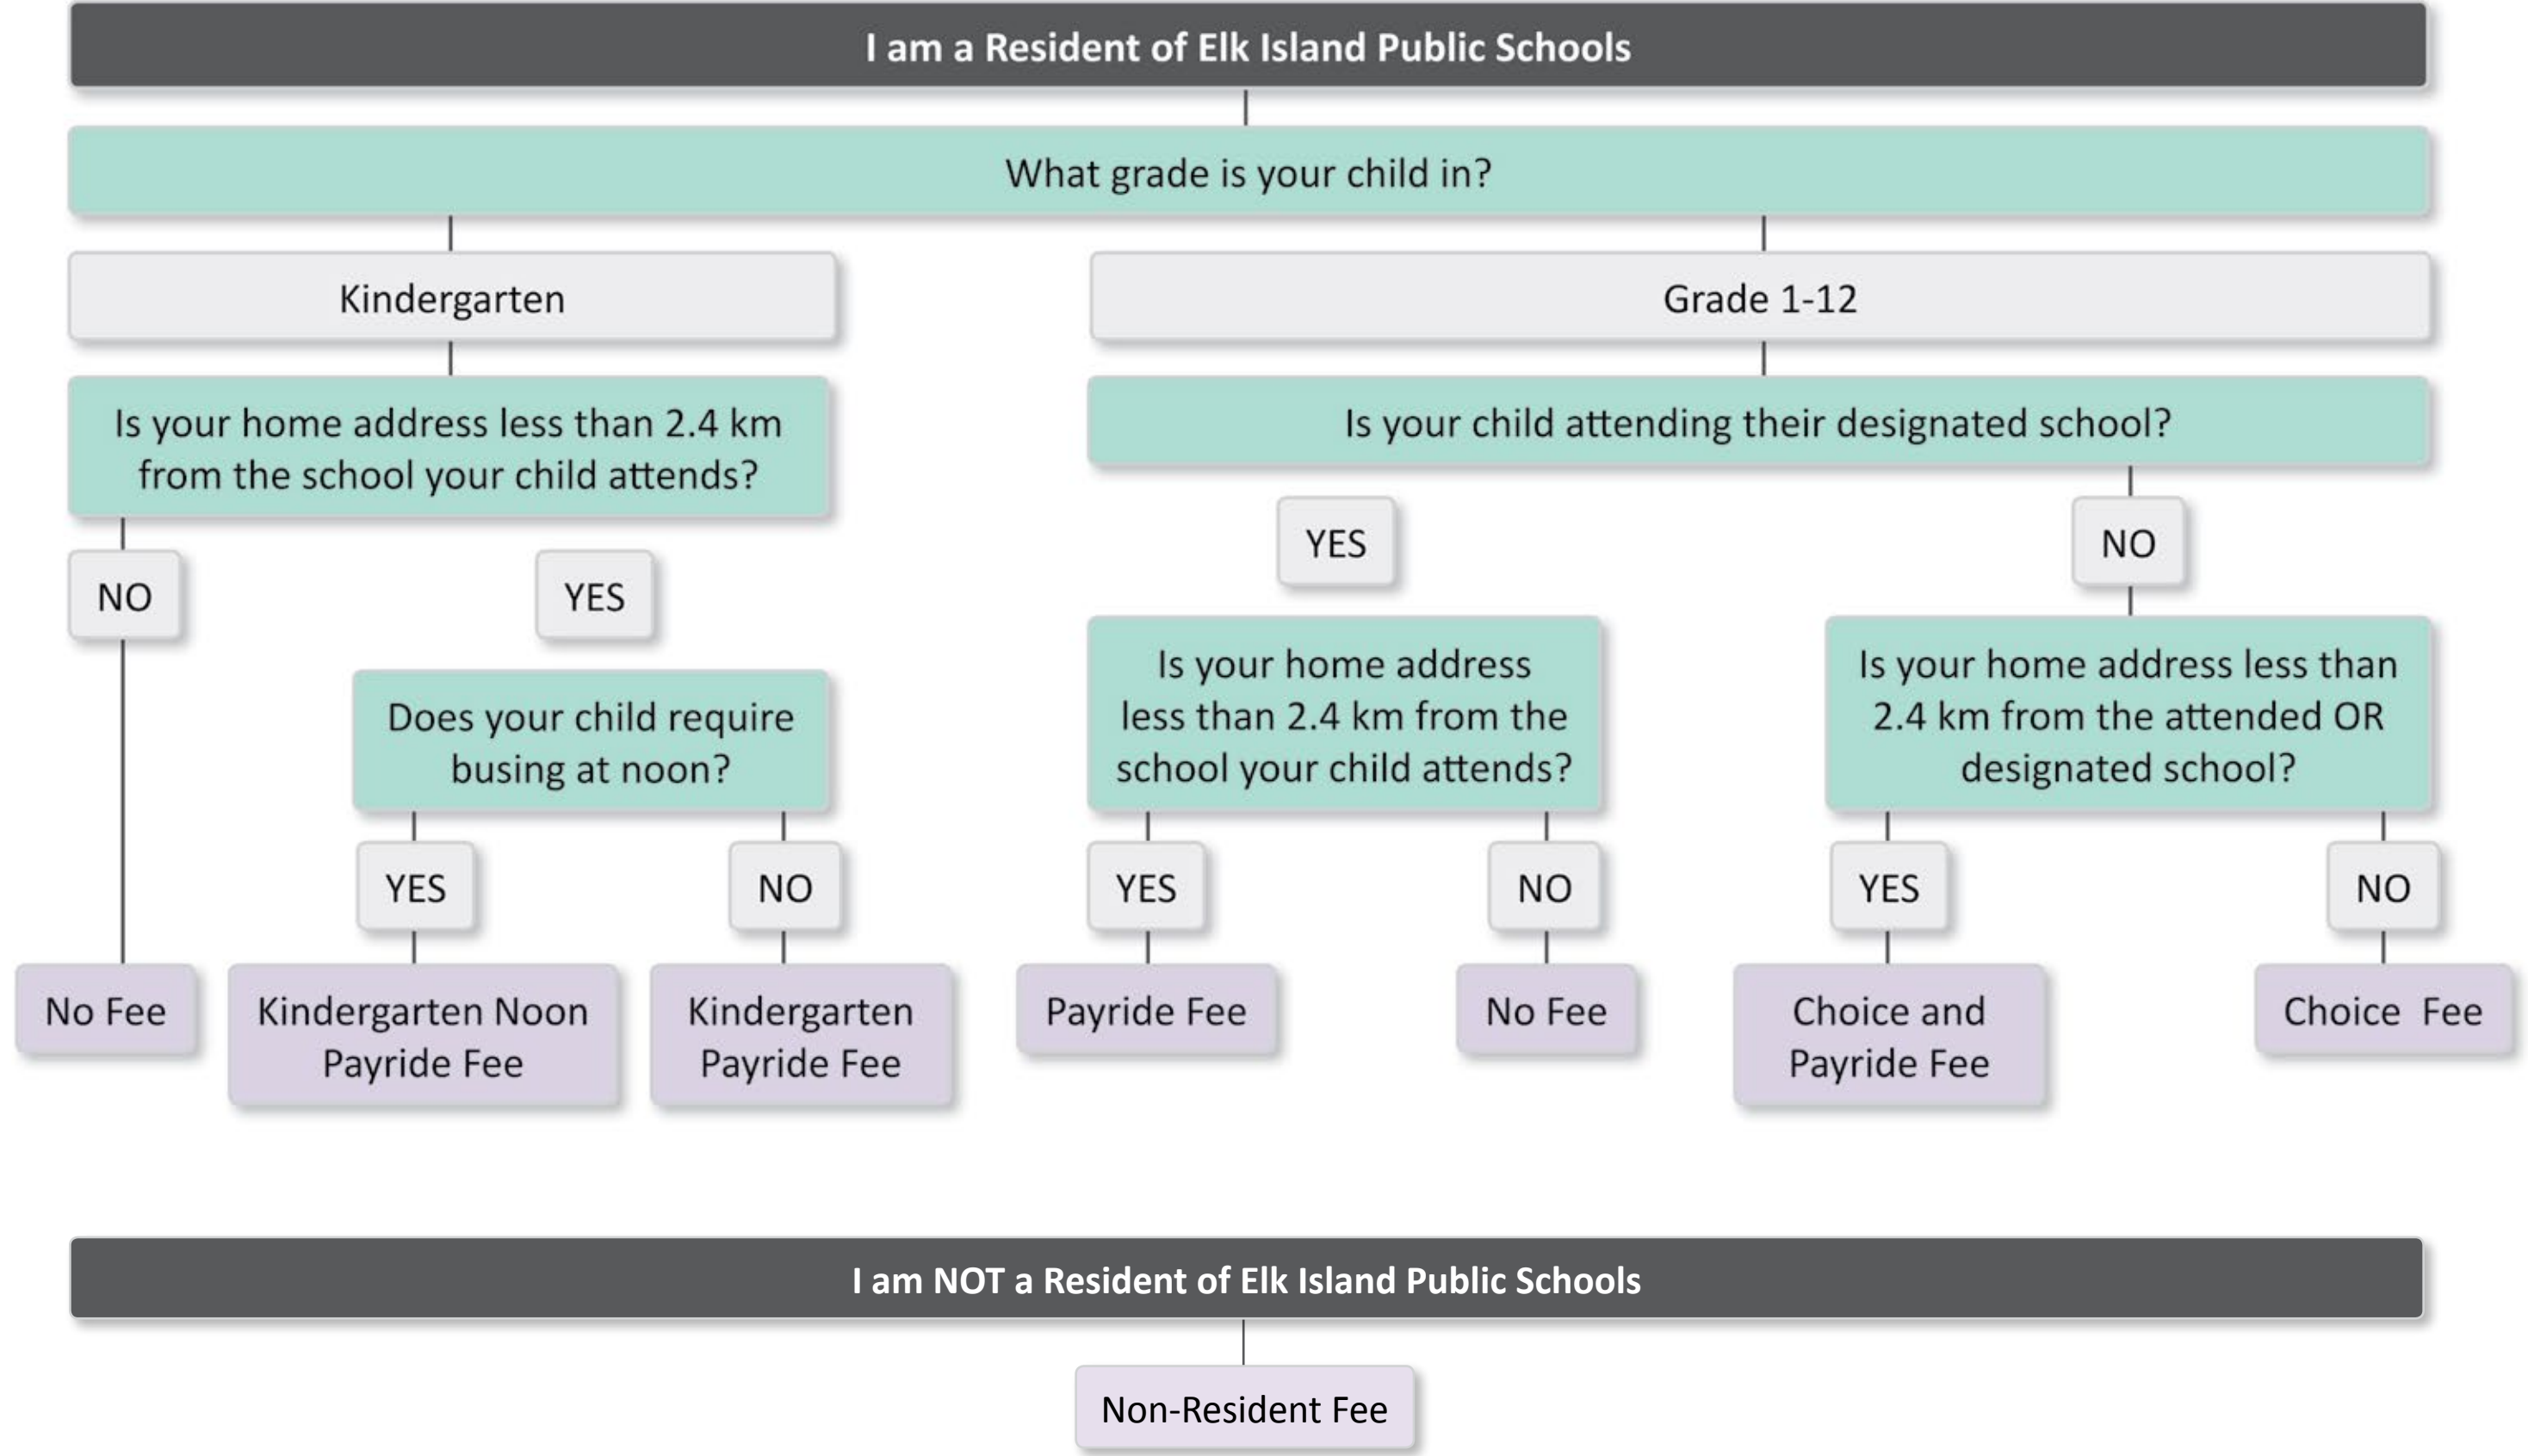 I am a Resident of Elk Island Public Schools
What grade is your child in?
Kindergarten
Grade 1-12
Is your home address less than 2.4 km
from the school your child attends?
Is your child attending their designated school?
NO
YES
YES
NO
Does your child require
busing at noon?
Is your home address
less than 2.4 km from the
school your child attends?
Is your home address less than
2.4 km from the attended OR
designated school?
YES
NO
YES
NO
YES
NO
No Fee
Kindergarten Noon
Payride Fee
Kindergarten
Payride Fee
Payride Fee
No Fee
Choice and
Payride Fee
Choice Fee
I am NOT a Resident of Elk Island Public Schools
Non-Resident Fee